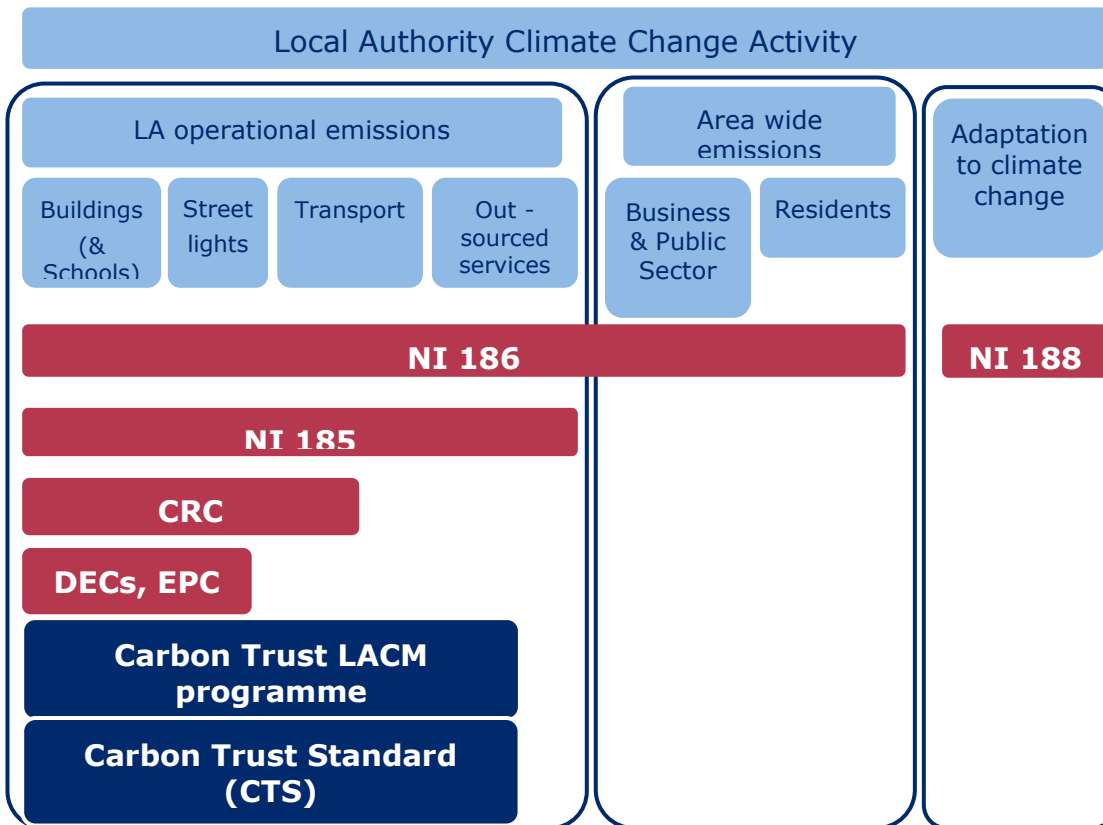 Local Authority Climate Change Activity
LA operational emissions
Buildings
(&
Schools)
Street
lights
Transport
Out -
sourced
services
Area wide
emissions
Business
& Public
Sector
Residents
Adaptation
to climate
change
NI 186
NI 188
NI 185
CRC
DECs, EPC
Carbon Trust LACM
programme
Carbon Trust Standard
(CTS)